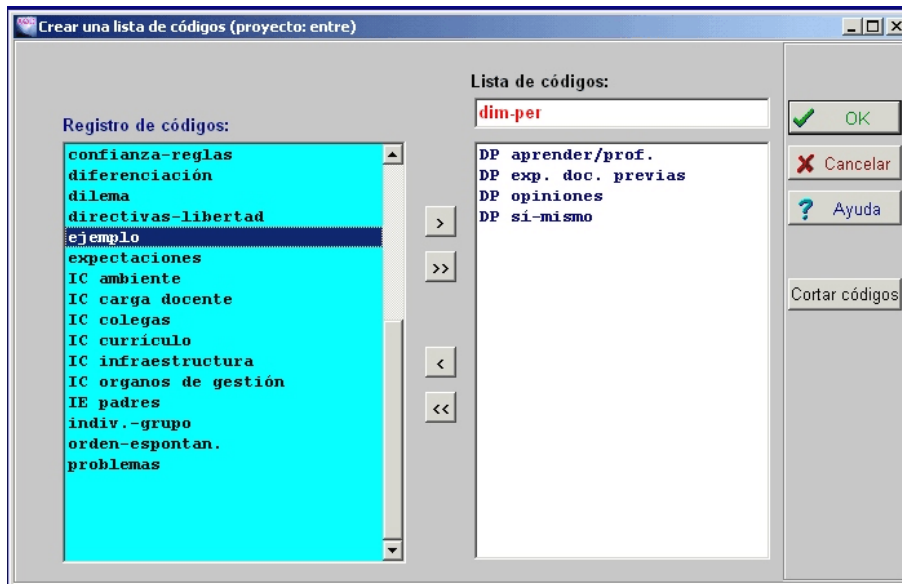 Crear una lista de códigos (proyecto: entre)
Registro de códigos:
confianza-reglas
diferenciación
dilema
directivas-libertad
ejemplo
expectaciones
IC ambiente
IC carga docente
IC colegas
IC currículo
IC infraestructura
IC organos de gestión
IE padres
indiv.-grupo
orden-espontan.
problemas
>
>>
<
<<
Lista de códigos:
dim-per
DP aprender/prof.
DP exp. doc. previas
DP opiniones
DP sí-mismo
OK
Cancelar
? Ayuda
Cortar códigos